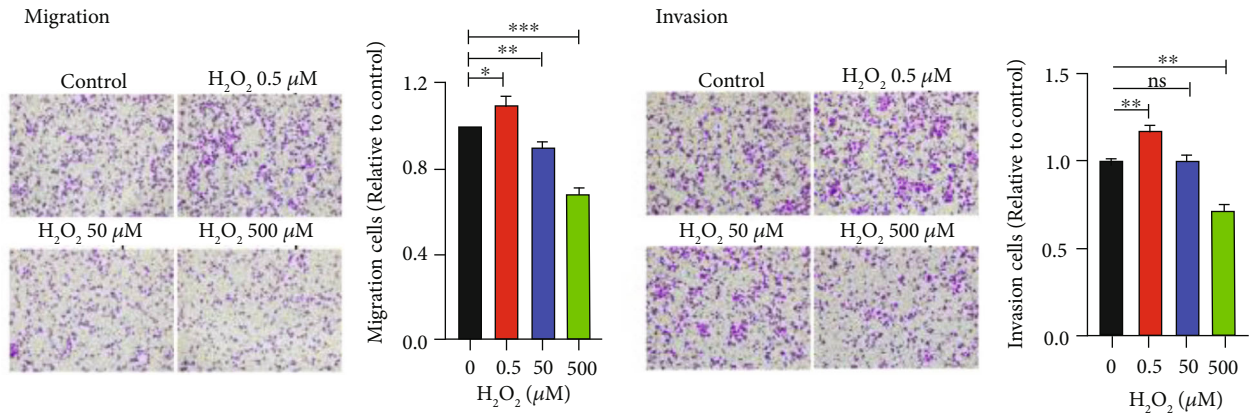 Migration
Control
H₂O₂ 0.5 μM
H₂O₂ 50 μM
H₂O₂ 500 μM
Migration cells (Relative to control)
1.2
0.8
0.4
0.0
***
**
*
0 0.5 50 500
H₂O₂ (μM)
Invasion
Control
H₂O₂ 0.5 μM
H₂O₂ 50 μM
H₂O₂ 500 μM
Invasion cells (Relative to control)
1.5
1.0
0.5
0.0
**
ns
**
0 0.5 50 500
H₂O₂ (μM)